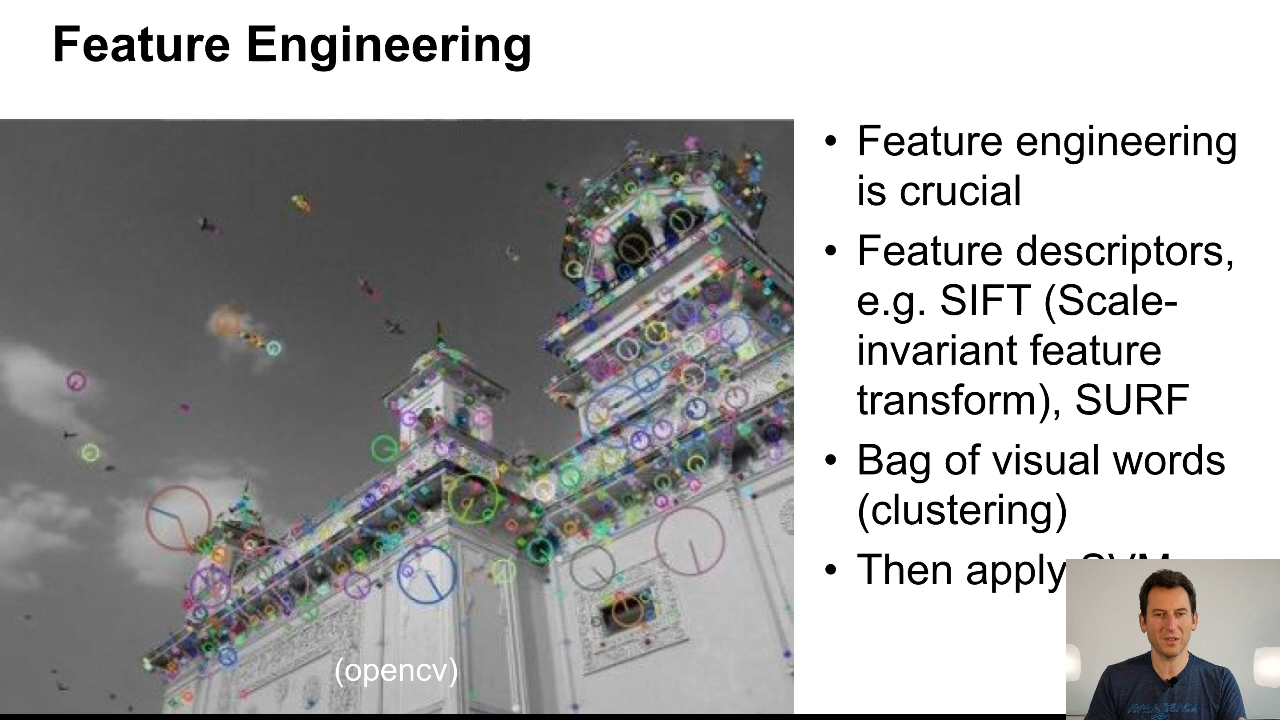 Feature Engineering
• Feature engineering
is crucial
• Feature descriptors,
e.g. SIFT (Scale-
invariant feature
transform), SURF
• Bag of visual words
(clustering)
• Then apply SVM
(opencv)